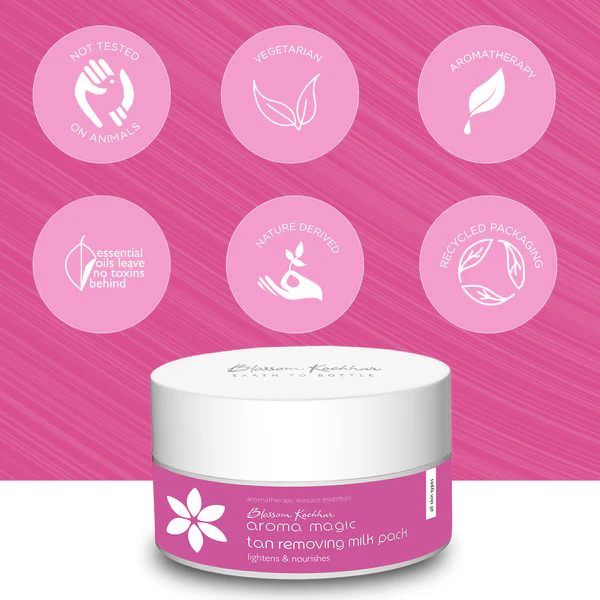 NOT TESTED
ON ANIMALS
VEGETARIAN
AROMATHERAPY
essential
oils leave
no toxins
behind
NATURE DERIVED
RECYCLED PACKAGING
Blossom Kochhar
EARTH TO BOTTLE
aromatherapy skincare essentials
Blossom Kochhar
aroma magic
tan removing milk pack
lightens & nourishes
all skin types